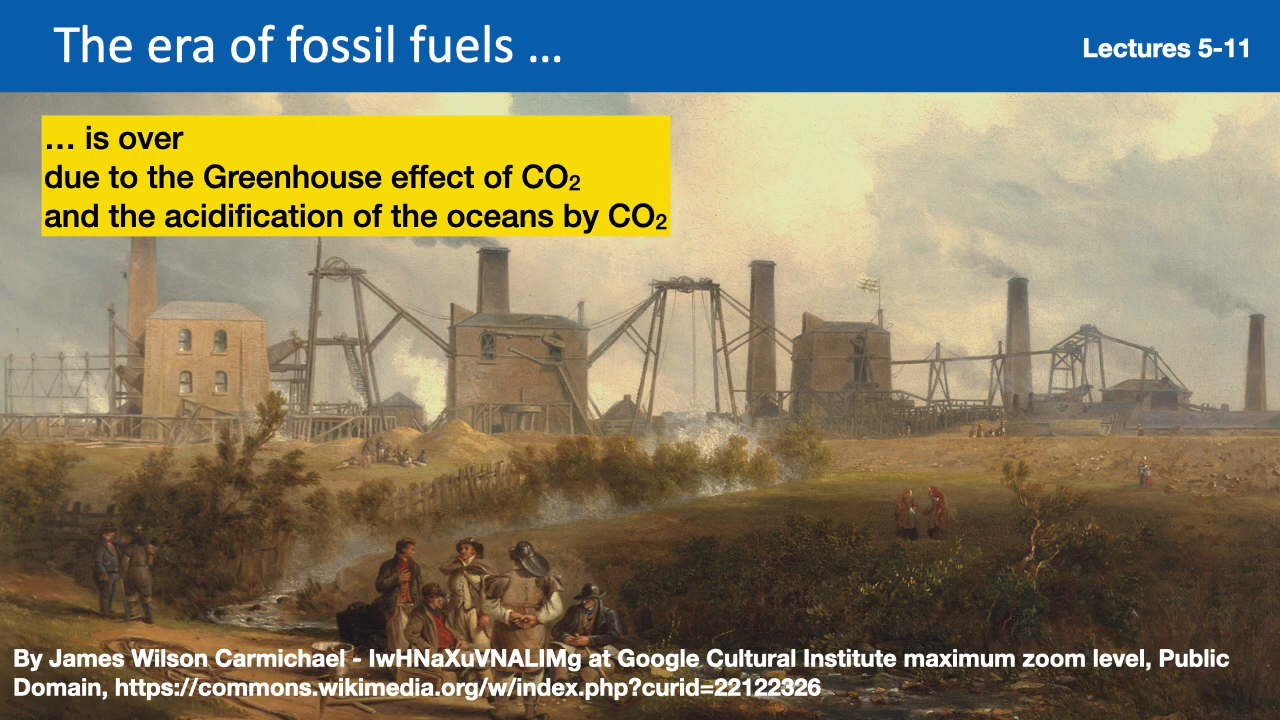 The era of fossil fuels ...
Lectures 5-11
... is over
due to the Greenhouse effect of CO₂
and the acidification of the oceans by CO₂
By James Wilson Carmichael - IwHNaXuVNALIMg at Google Cultural Institute maximum zoom level, Public
Domain, https://commons.wikimedia.org/w/index.php?curid=22122326